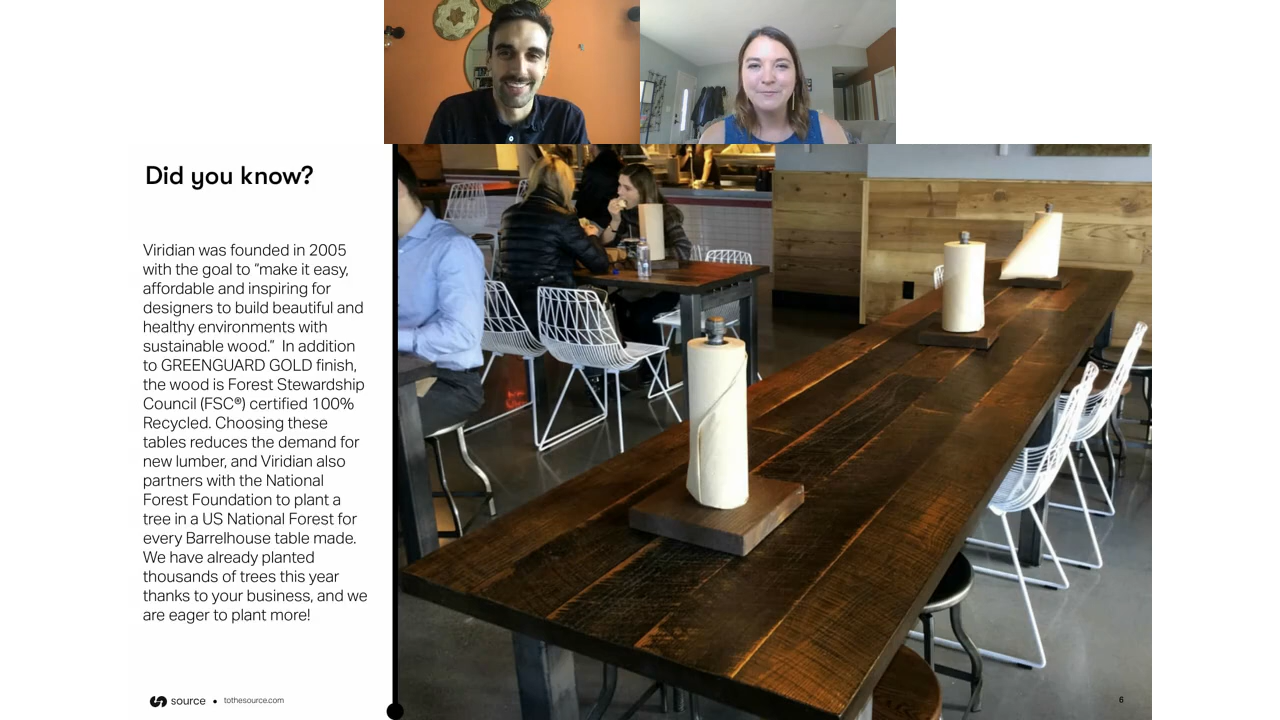 Did you know?
Viridian was founded in 2005
with the goal to “make it easy,
affordable and inspiring for
designers to build beautiful and
healthy environments with
sustainable wood.”  In addition
to GREENGUARD GOLD finish,
the wood is Forest Stewardship
Council (FSC®) certified 100%
Recycled. Choosing these
tables reduces the demand for
new lumber, and Viridian also
partners with the National
Forest Foundation to plant a
tree in a US National Forest for
every Barrelhouse table made.
We have already planted
thousands of trees this year
thanks to your business, and we
are eager to plant more!
source • tothesource.com
6